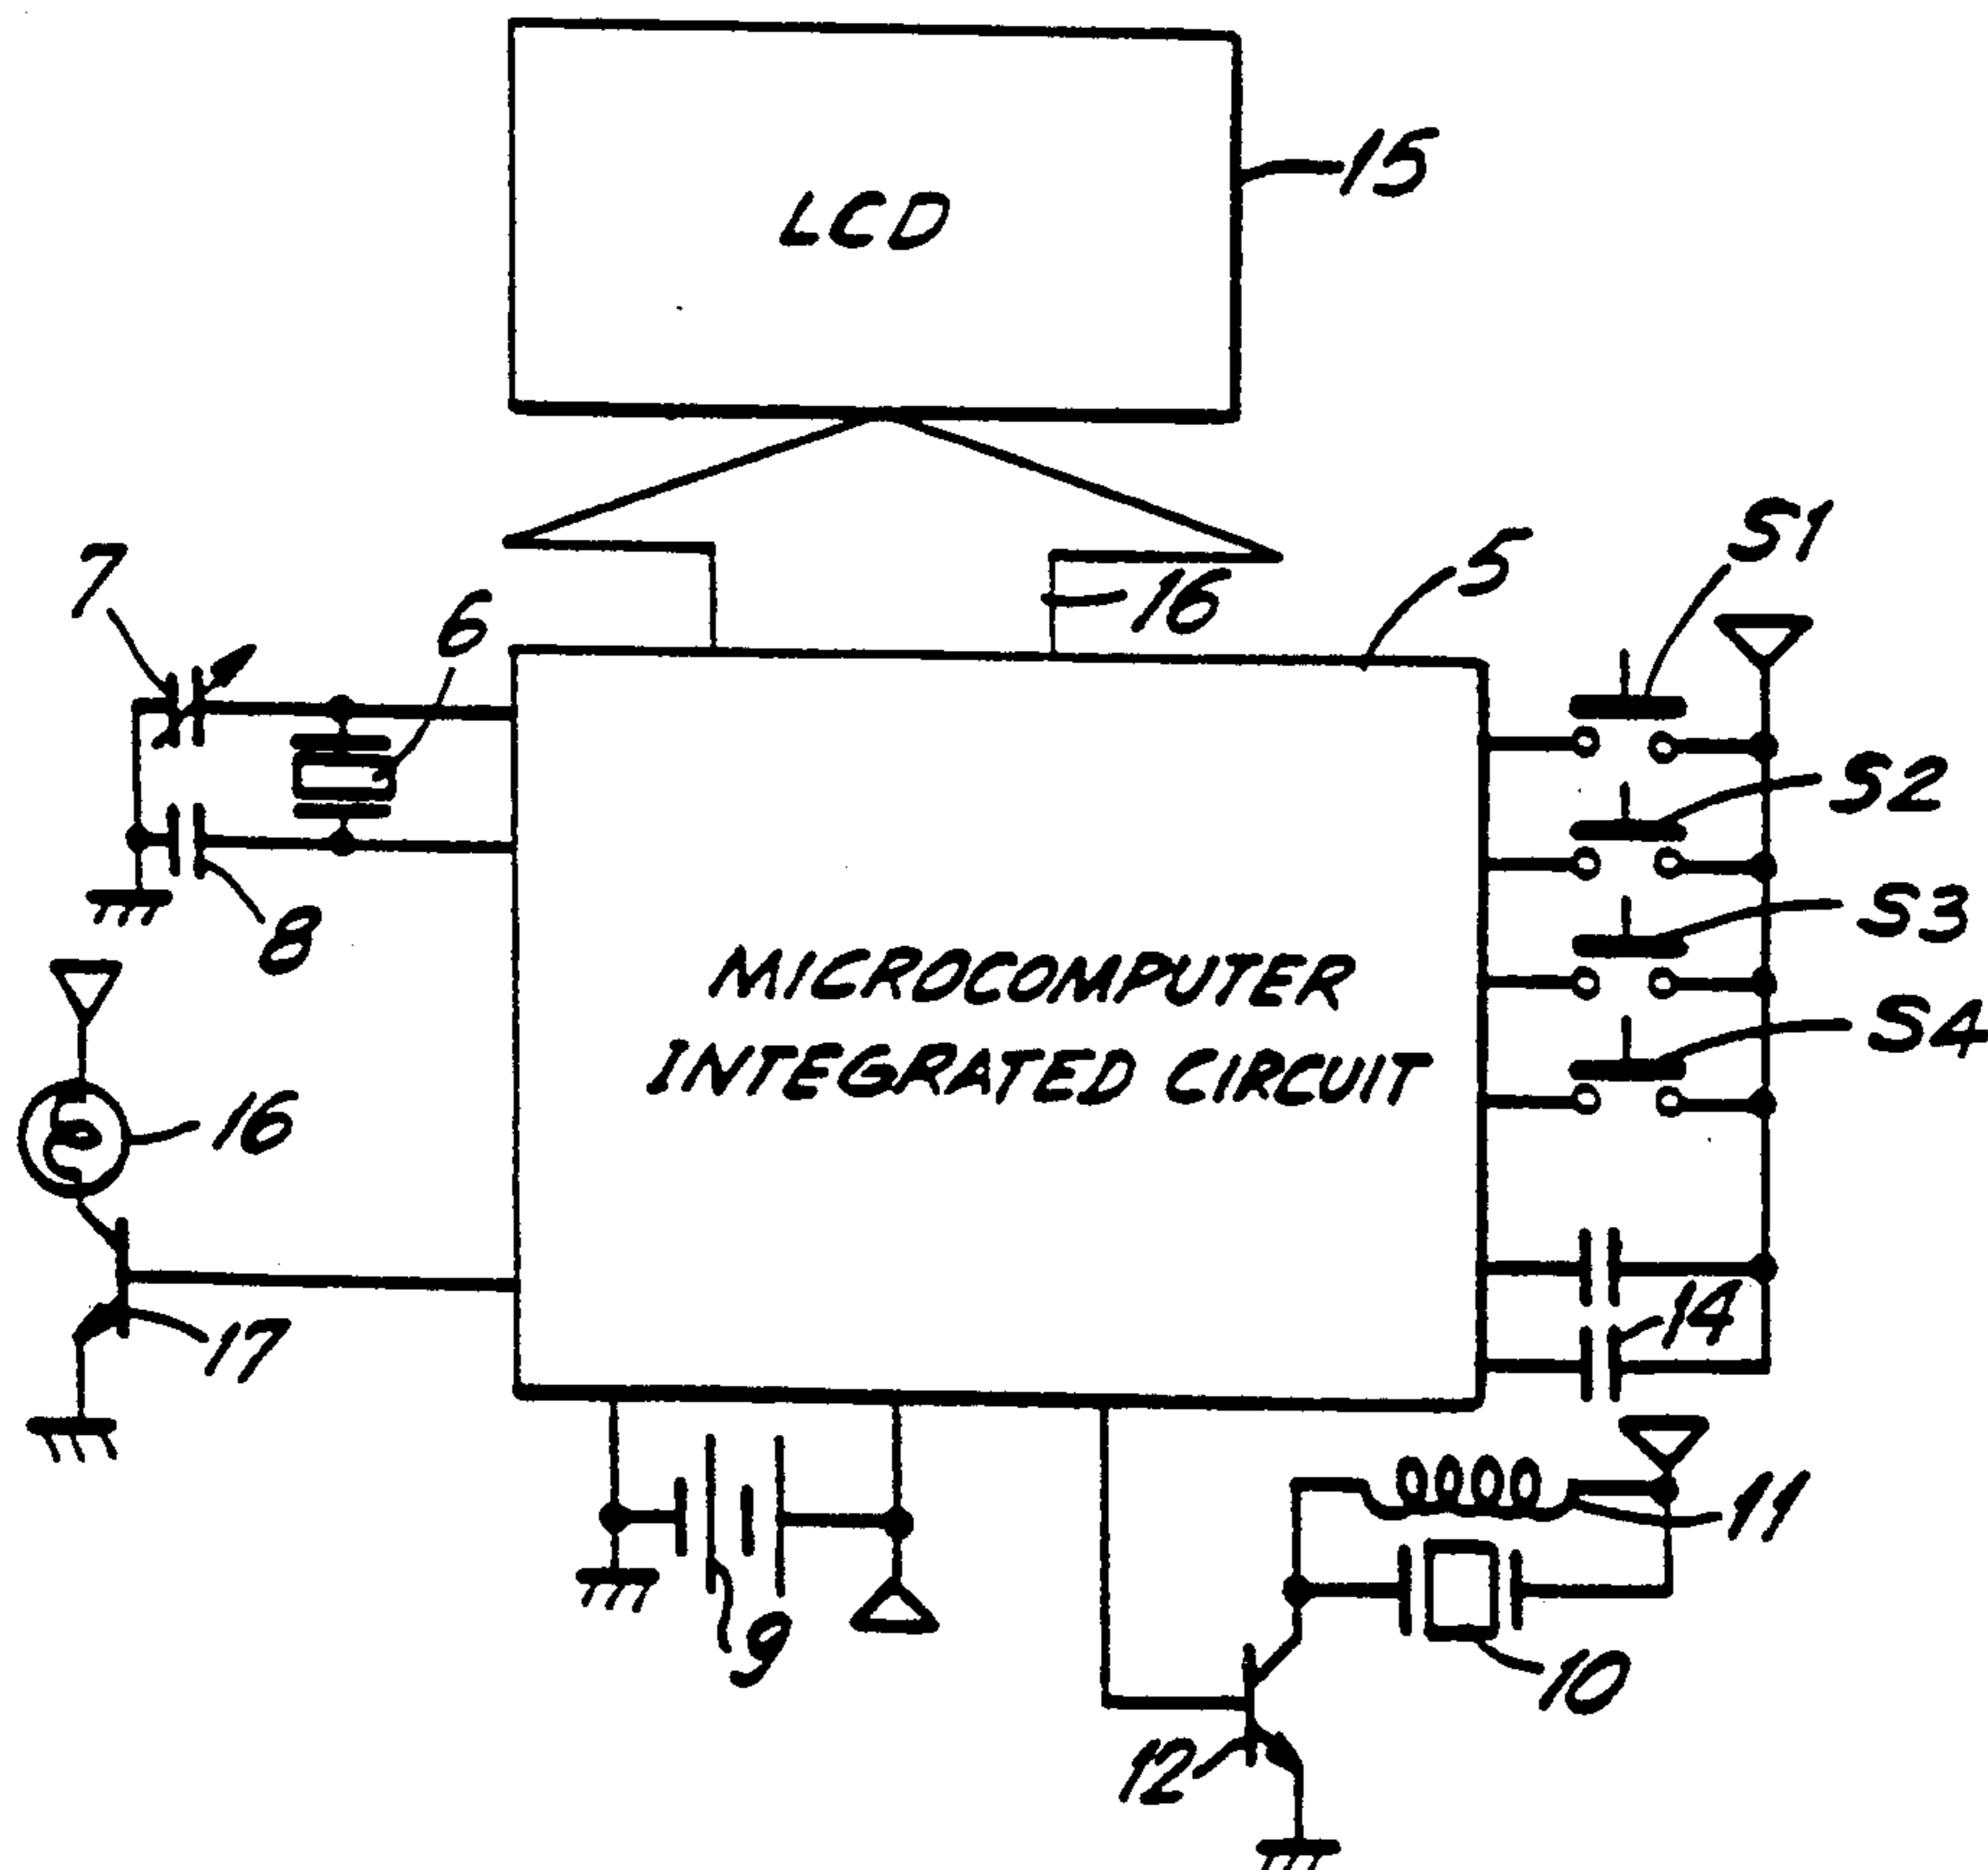 LCD
15
7
6
16
5
S1
S2
8
S3
MICROCOMPUTER
INTEGRATED CIRCUIT
S4
16
17
14
9
11
10
12